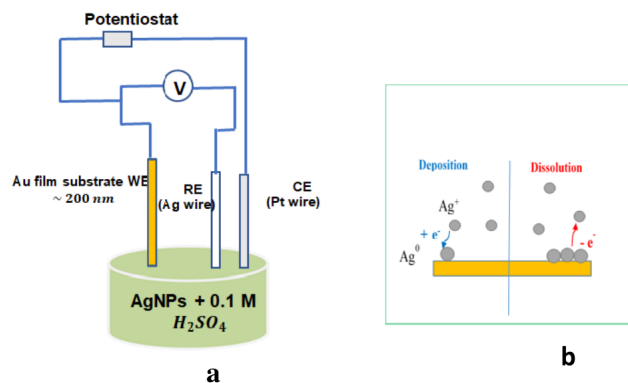 Potentiostat
V
Au film substrate WE
~ 200 nm
RE
(Ag wire)
CE
(Pt wire)
AgNPs + 0.1 M
H₂SO₄
a
Deposition
Dissolution
Ag⁺
+ e⁻
Ag⁰
- e⁻
b